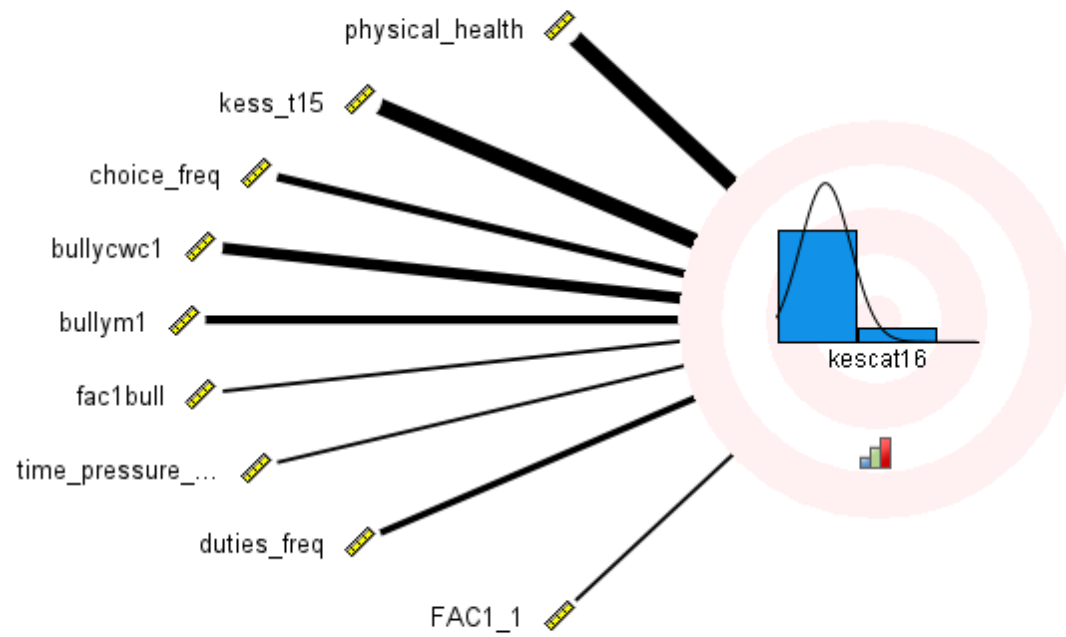 physical_health
kess_t15
choice_freq
bullycwc1
bullym1
kescat16
fac1bull
time_pressure_...
duties_freq
FAC1_1